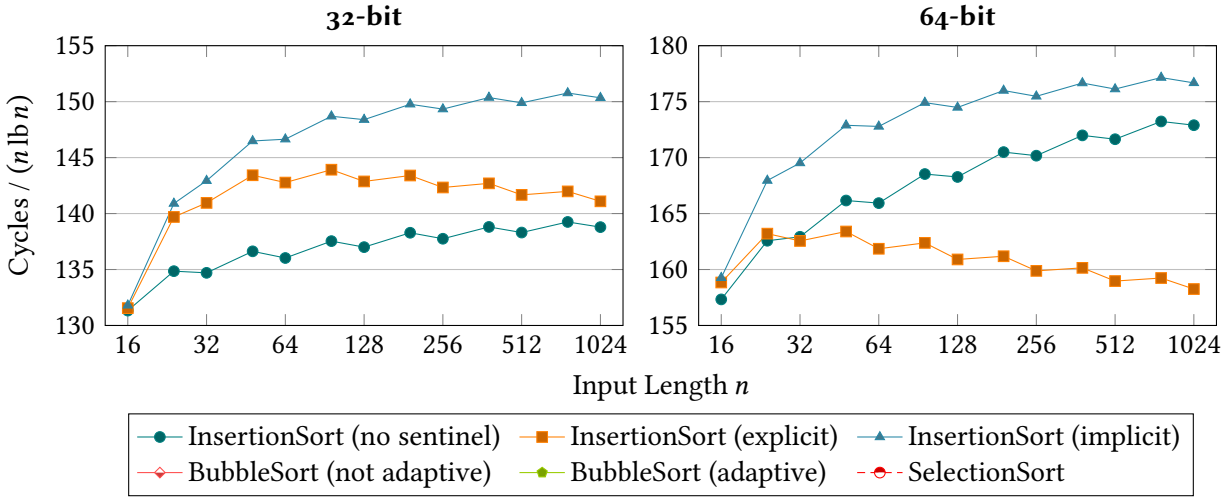 32-bit
64-bit
Cycles / (n lb n)
155
150
145
140
135
130
16 32 64 128 256 512 1024
180
175
170
165
160
155
16 32 64 128 256 512 1024
Input Length n
InsertionSort (no sentinel) InsertionSort (explicit) InsertionSort (implicit)
BubbleSort (not adaptive) BubbleSort (adaptive) SelectionSort